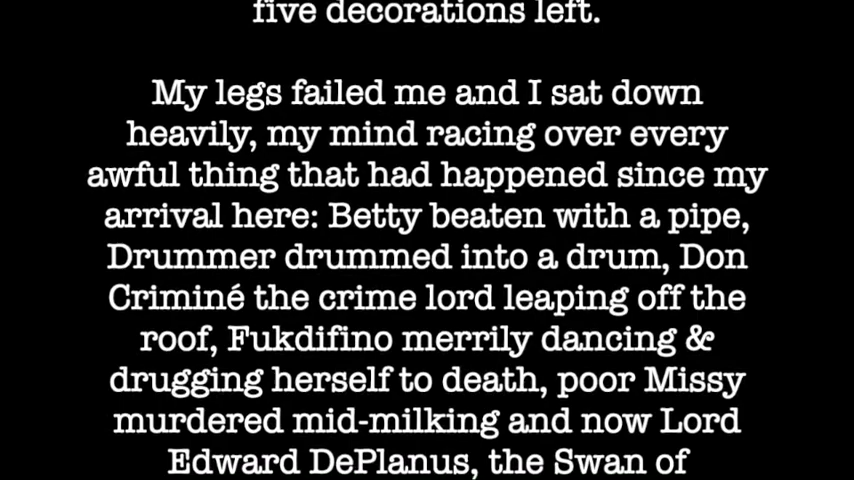 five decorations left.
My legs failed me and I sat down
heavily, my mind racing over every
awful thing that had happened since my
arrival here: Betty beaten with a pipe,
Drummer drummed into a drum, Don
Criminé the crime lord leaping off the
roof, Fukdifino merrily dancing &
drugging herself to death, poor Missy
murdered mid-milking and now Lord
Edward DePlanus, the Swan of